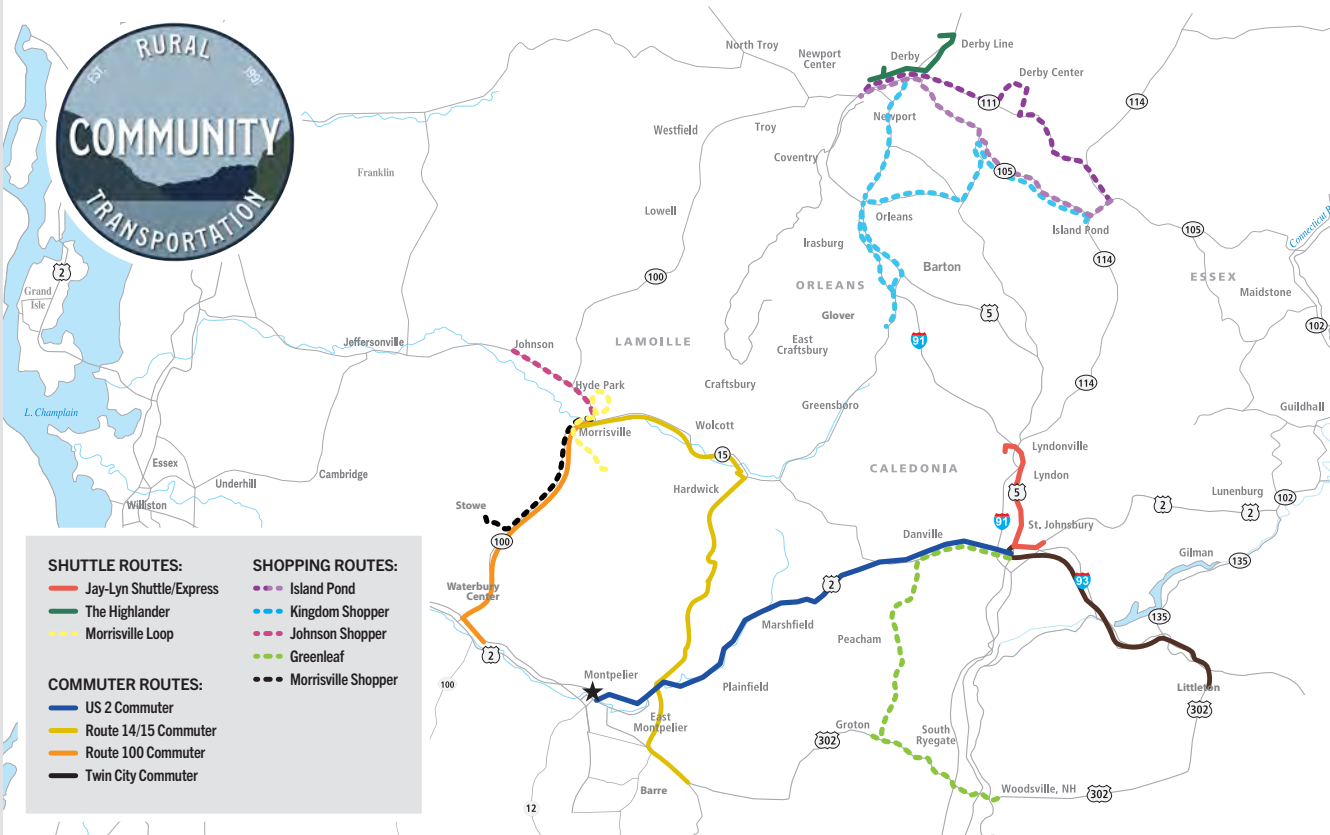 RURAL
EST.
1991
COMMUNITY
TRANSPORTATION
North Troy
Newport
Center
Derby
Derby Line
Derby Center
111
114
Westfield
Troy
Newport
Coventry
105
Franklin
Lowell
Orleans
Island Pond
Irasburg
105
Barton
114
ESSEX
100
ORLEANS
Maidstone
2
Grand
Isle
Glover
5
102
Jeffersonville
Johnson
LAMOILLE
East
Craftsbury
91
Hyde Park
Craftsbury
114
L. Champlain
Greensboro
Guildhall
Morrisville
Wolcott
Lyndonville
15
CALEDONIA
Lyndon
Essex
Underhill
Cambridge
Hardwick
5
Lunenburg
102
Williston
Stowe
2
2
91
St. Johnsbury
100
Danville
Gilman
135
Waterbury
Center
2
93
Marshfield
135
Peacham
2
Montpelier
100
Plainfield
Littleton
302
East
Montpelier
Groton
South
Ryegate
302
Barre
Woodsville, NH
302
12
SHUTTLE ROUTES:
Jay-Lyn Shuttle/Express
The Highlander
Morrisville Loop
COMMUTER ROUTES:
US 2 Commuter
Route 14/15 Commuter
Route 100 Commuter
Twin City Commuter
SHOPPING ROUTES:
Island Pond
Kingdom Shopper
Johnson Shopper
Greenleaf
Morrisville Shopper